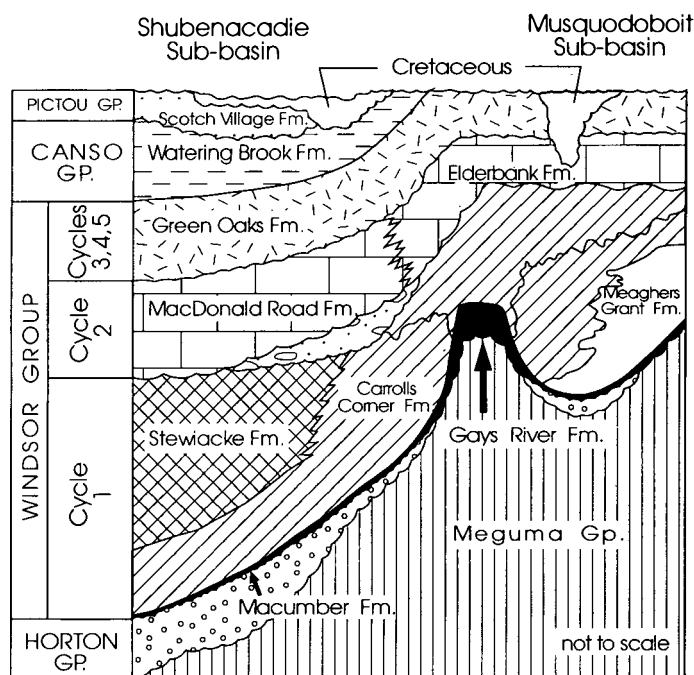 Shubenacadie
Sub-basin
Musquodoboit
Sub-basin
Cretaceous
PICTOU GP.
Scotch Village Fm.
CANSO
GP.
Watering Brook Fm.
Elderbank Fm.
WINDSOR GROUP
Cycles
3,4,5
Green Oaks Fm.
Cycle
2
MacDonald Road Fm.
Meaghers
Grant Fm.
Cycle
1
Stewiacke Fm.
Carrolls
Corner Fm.
Gays River Fm.
Meguma Gp.
Macumber Fm.
HORTON
GP.
not to scale